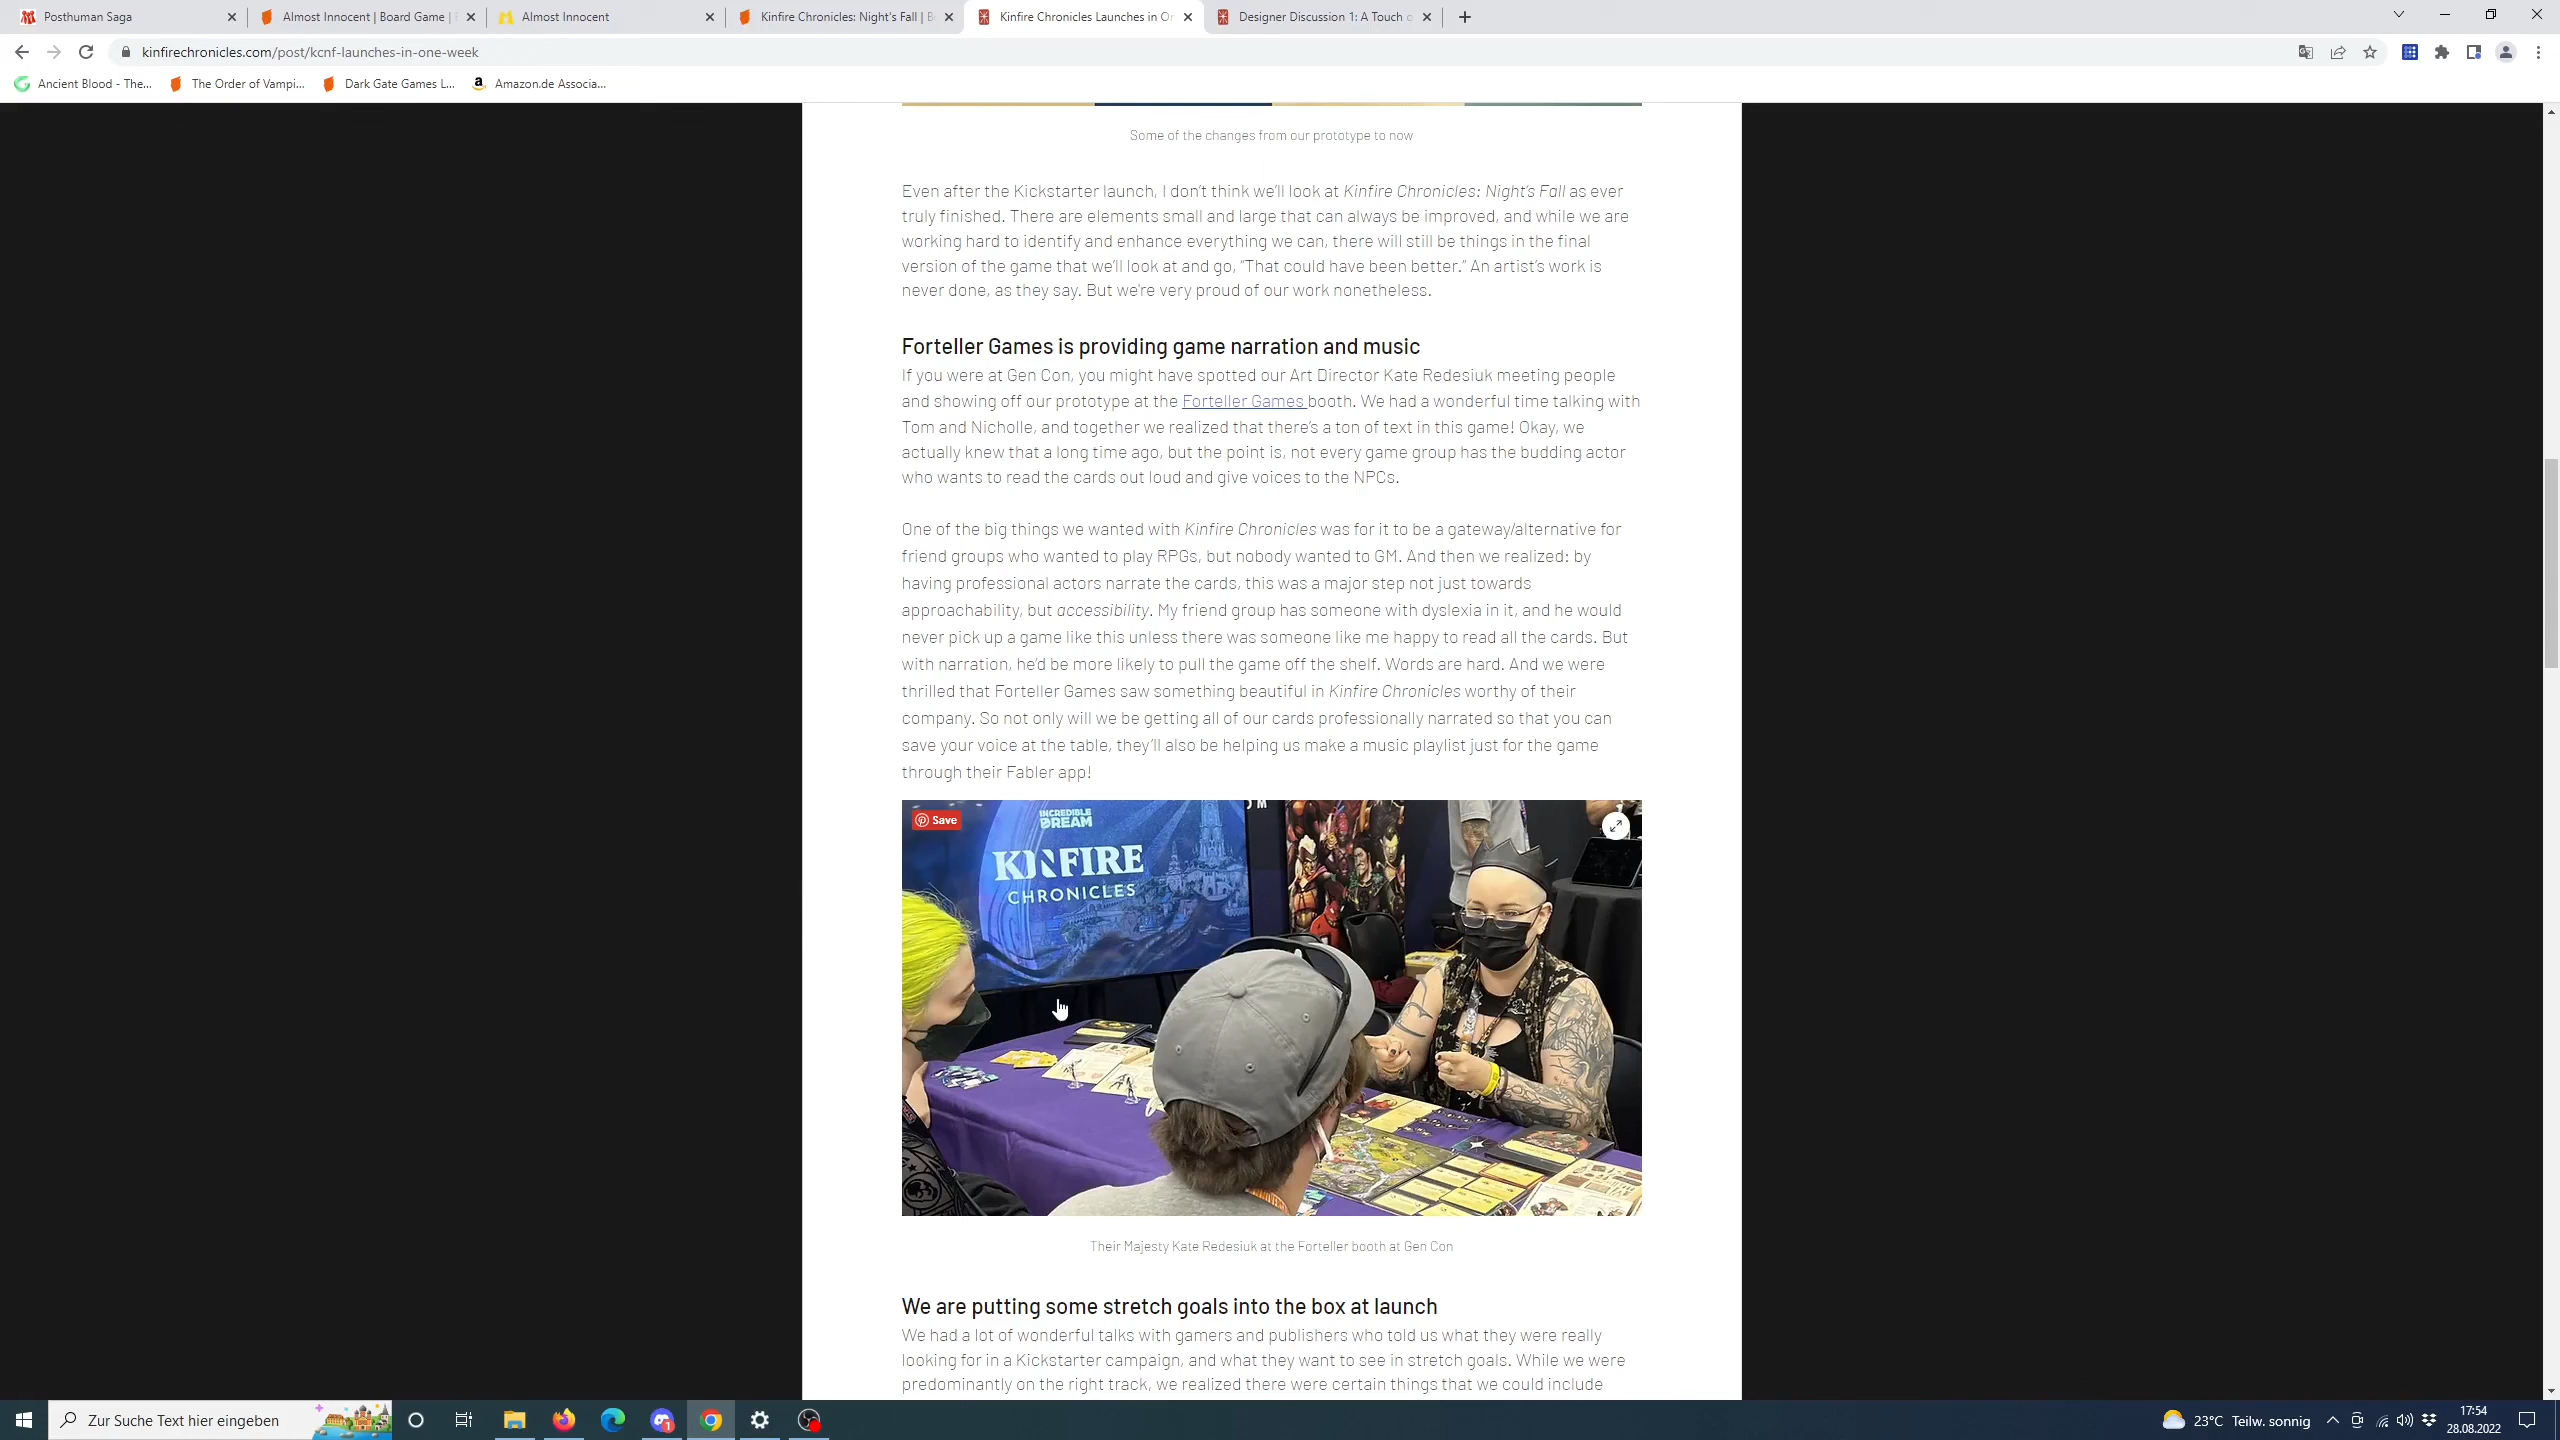 Posthuman Saga
Almost Innocent | Board Game |
Almost Innocent
Kinfire Chronicles: Night's Fall |
Kinfire Chronicles Launches in Or
Designer Discussion 1: A Touch
kinfirechronicles.com/post/kcnf-launches-in-one-week
Ancient Blood - The...
The Order of Vampi...
Dark Gate Games L...
Amazon.de Associa...
Some of the changes from our prototype to now
Even after the Kickstarter launch, I don't think we'll look at Kinfire Chronicles: Night's Fall as ever
truly finished. There are elements small and large that can always be improved, and while we are
working hard to identify and enhance everything we can, there will still be things in the final
version of the game that we'll look at and go, "That could have been better." An artist's work is
never done, as they say. But we're very proud of our work nonetheless.
Forteller Games is providing game narration and music
If you were at Gen Con, you might have spotted our Art Director Kate Redesiuk meeting people
and showing off our prototype at the Forteller Games booth. We had a wonderful time talking with
Tom and Nicholle, and together we realized that there's a ton of text in this game! Okay, we
actually knew that a long time ago, but the point is, not every game group has the budding actor
who wants to read the cards out loud and give voices to the NPCs.
One of the big things we wanted with Kinfire Chronicles was for it to be a gateway/alternative for
friend groups who wanted to play RPGs, but nobody wanted to GM. And then we realized: by
having professional actors narrate the cards, this was a major step not just towards
approachability, but accessibility. My friend group has someone with dyslexia in it, and he would
never pick up a game like this unless there was someone like me happy to read all the cards. But
with narration, he'd be more likely to pull the game off the shelf. Words are hard. And we were
thrilled that Forteller Games saw something beautiful in Kinfire Chronicles worthy of their
company. So not only will we be getting all of our cards professionally narrated so that you can
save your voice at the table, they'll also be helping us make a music playlist just for the game
through their Fabler app!
Save
INCREDIBLE
DREAM
KINFIRE
CHRONICLES
Their Majesty Kate Redesiuk at the Forteller booth at Gen Con
We are putting some stretch goals into the box at launch
We had a lot of wonderful talks with gamers and publishers who told us what they were really
looking for in a Kickstarter campaign, and what they want to see in stretch goals. While we were
predominantly on the right track, we realized there were certain things that we could include
Zur Suche Text hier eingeben
23°C Teilw. sonnig
17:54
28.08.2022